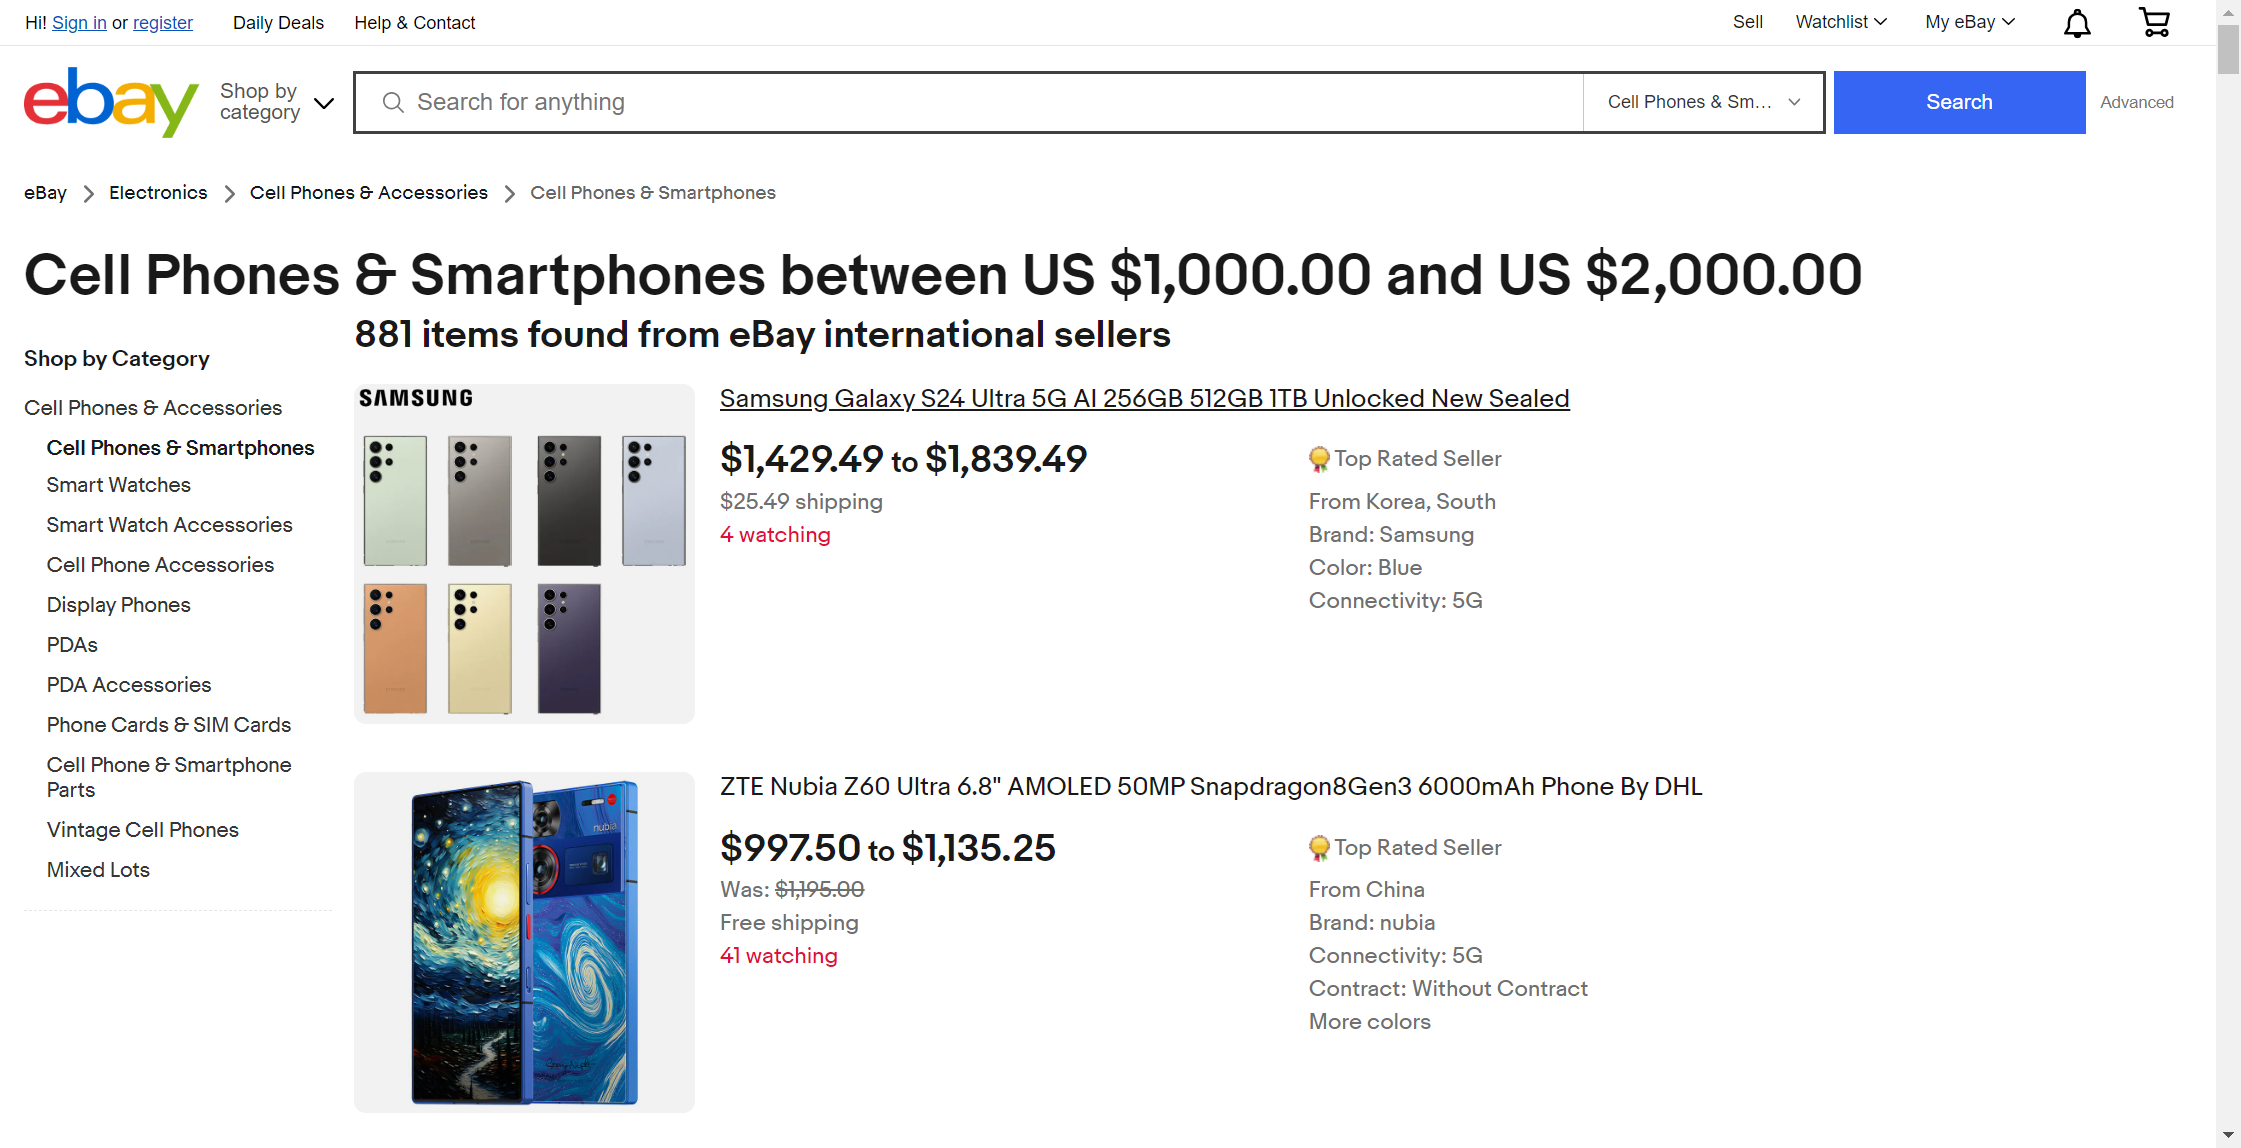 Hi! Sign in or register Daily Deals Help & Contact Sell Watchlist My eBay
ebay Shop by category Search for anything Cell Phones & Sm... Search Advanced
eBay Electronics Cell Phones & Accessories Cell Phones & Smartphones
Cell Phones & Smartphones between US $1,000.00 and US $2,000.00
881 items found from eBay international sellers
Shop by Category
Cell Phones & Accessories
Cell Phones & Smartphones
Smart Watches
Smart Watch Accessories
Cell Phone Accessories
Display Phones
PDAs
PDA Accessories
Phone Cards & SIM Cards
Cell Phone & Smartphone
Parts
Vintage Cell Phones
Mixed Lots
SAMSUNG
Samsung Galaxy S24 Ultra 5G AI 256GB 512GB 1TB Unlocked New Sealed
$1,429.49 to $1,839.49
$25.49 shipping
4 watching
Top Rated Seller
From Korea, South
Brand: Samsung
Color: Blue
Connectivity: 5G
nubia
ZTE Nubia Z60 Ultra 6.8" AMOLED 50MP Snapdragon8Gen3 6000mAh Phone By DHL
$997.50 to $1,135.25
Was: $1,195.00
Free shipping
41 watching
Top Rated Seller
From China
Brand: nubia
Connectivity: 5G
Contract: Without Contract
More colors